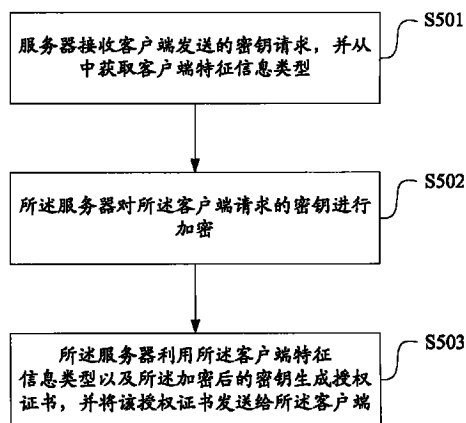 服务器接收客户端发送的密钥请求，并从
中获取客户端特征信息类型
S501
所述服务器对所述客户端请求的密钥进行
加密
S502
所述服务器利用所述客户端特征
信息类型以及所述加密后的密钥生成授权
证书，并将该授权证书发送给所述客户端
S503